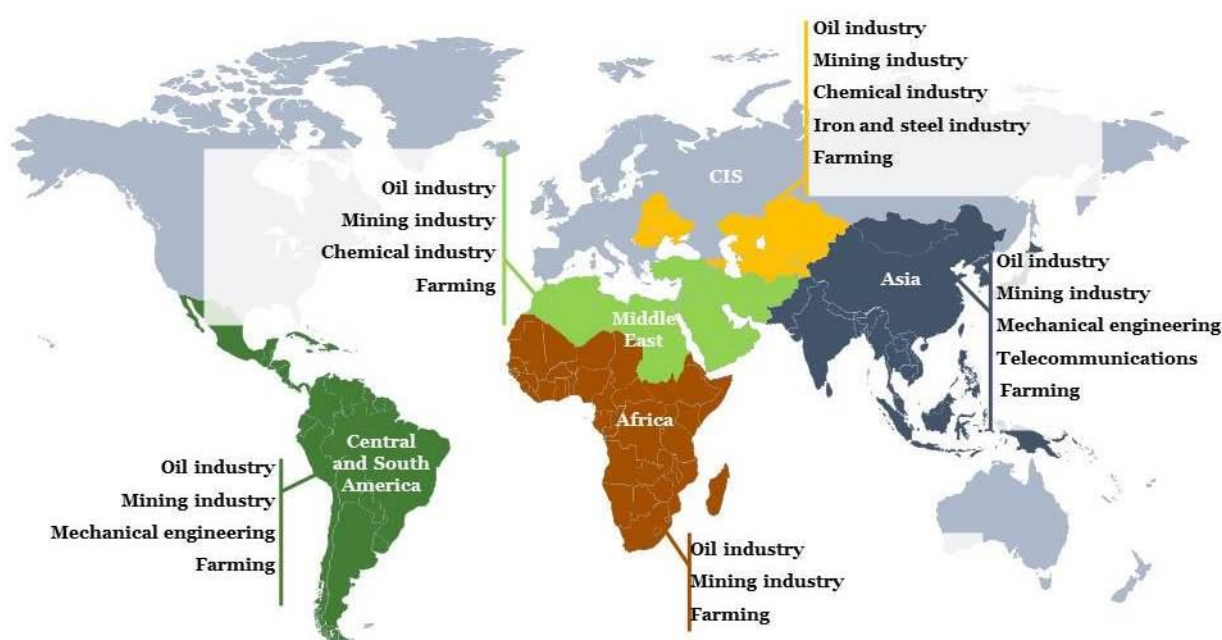 Oil industry
Mining industry
Chemical industry
Iron and steel industry
Farming
CIS
Oil industry
Mining industry
Chemical industry
Farming
Middle
East
Asia
Oil industry
Mining industry
Mechanical engineering
Telecommunications
Farming
Africa
Central
and South
America
Oil industry
Mining industry
Mechanical engineering
Farming
Oil industry
Mining industry
Farming